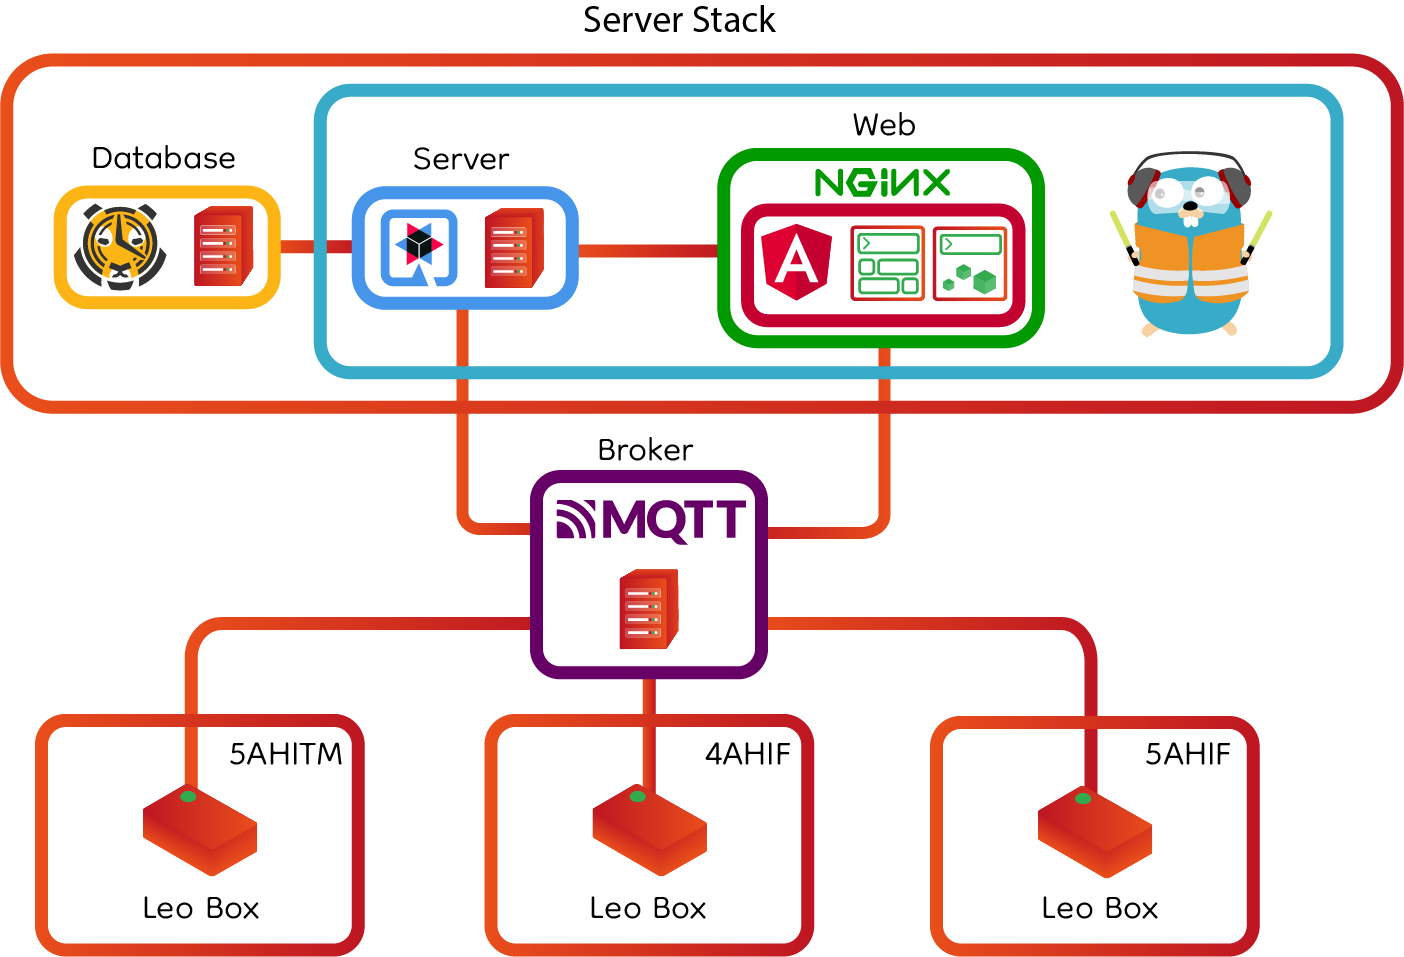 Server Stack
Database
Server
Web
NGINX
A
Broker
MQTT
5AHITM
4AHIF
5AHIF
Leo Box
Leo Box
Leo Box